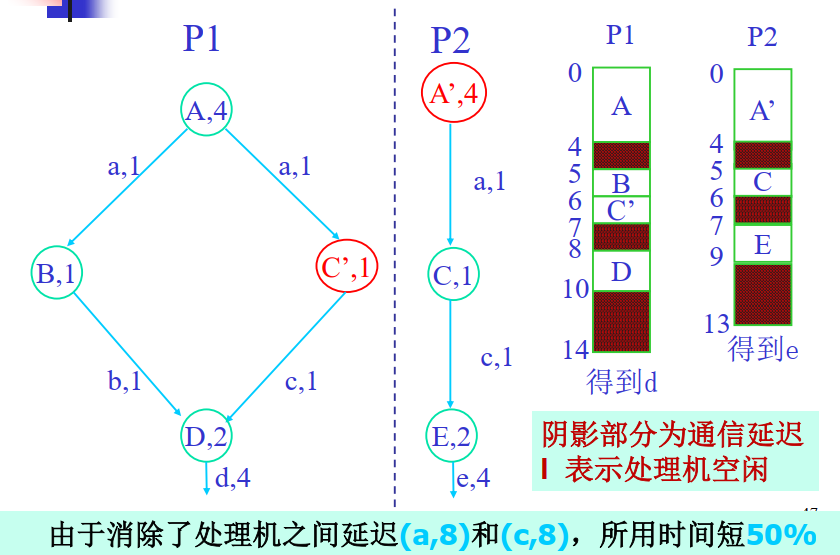 P1
A,4
a,1
a,1
B,1
C’,1
b,1
c,1
D,2
d,4
P2
A’,4
a,1
C,1
c,1
E,2
e,4
P1
0
A
4
5
B
6
C’
7
8
D
10
14
得到d
P2
0
A’
4
5
C
6
7
E
9
13
得到e
阴影部分为通信延迟
I 表示处理机空闲
由于消除了处理机之间延迟(a,8)和(c,8)，所用时间短50%